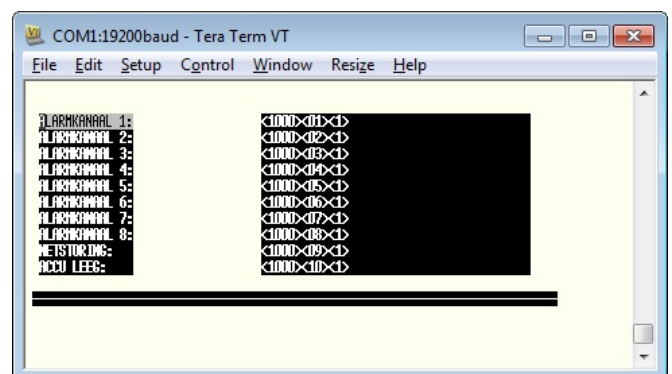 COM1:19200baud - Tera Term VT
File Edit Setup Control Window Resize Help
ALARMKANAAL 1: <1000><01><1>
ALARMKANAAL 2: <1000><02><1>
ALARMKANAAL 3: <1000><03><1>
ALARMKANAAL 4: <1000><04><1>
ALARMKANAAL 5: <1000><05><1>
ALARMKANAAL 6: <1000><06><1>
ALARMKANAAL 7: <1000><07><1>
ALARMKANAAL 8: <1000><08><1>
NETSTORING: <1000><09><1>
ACCU LEEG: <1000><10><1>